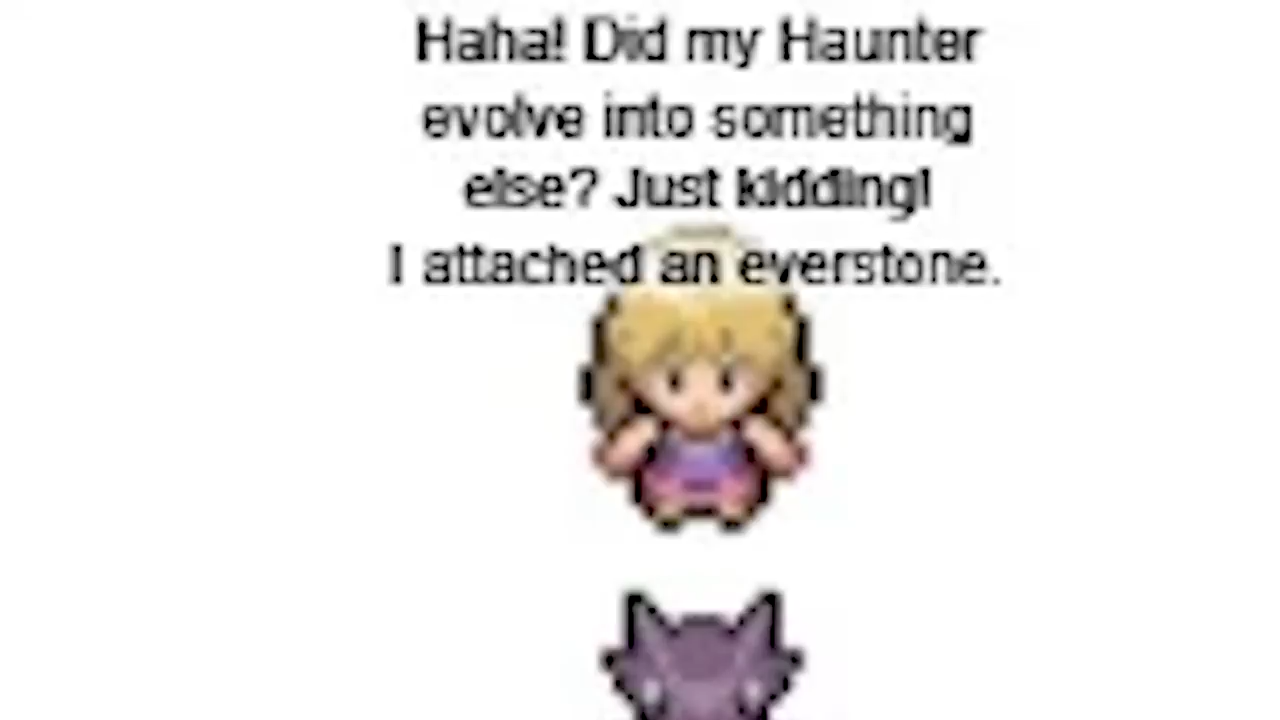 Haha! Did my Haunter
evolve into something
else? Just kidding!
I attached an everstone.